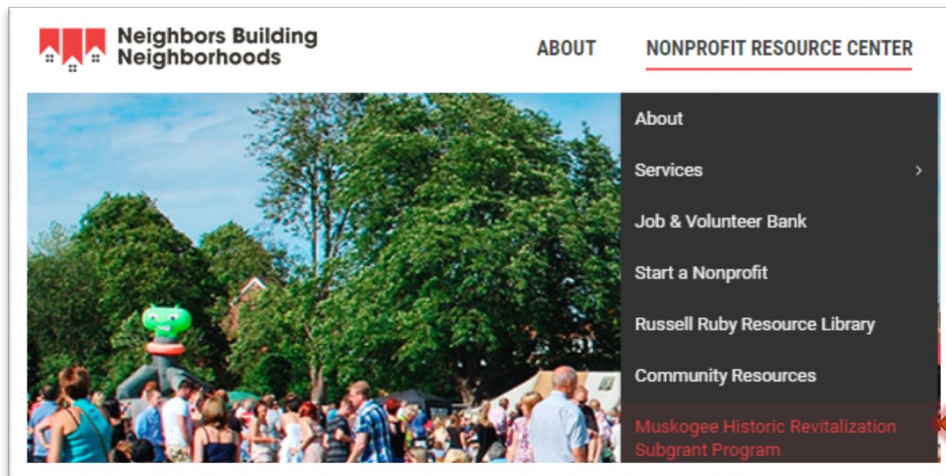 Neighbors Building
Neighborhoods
ABOUT
NONPROFIT RESOURCE CENTER
About
Services
Job & Volunteer Bank
Start a Nonprofit
Russell Ruby Resource Library
Community Resources
Muskogee Historic Revitalization
Subgrant Program